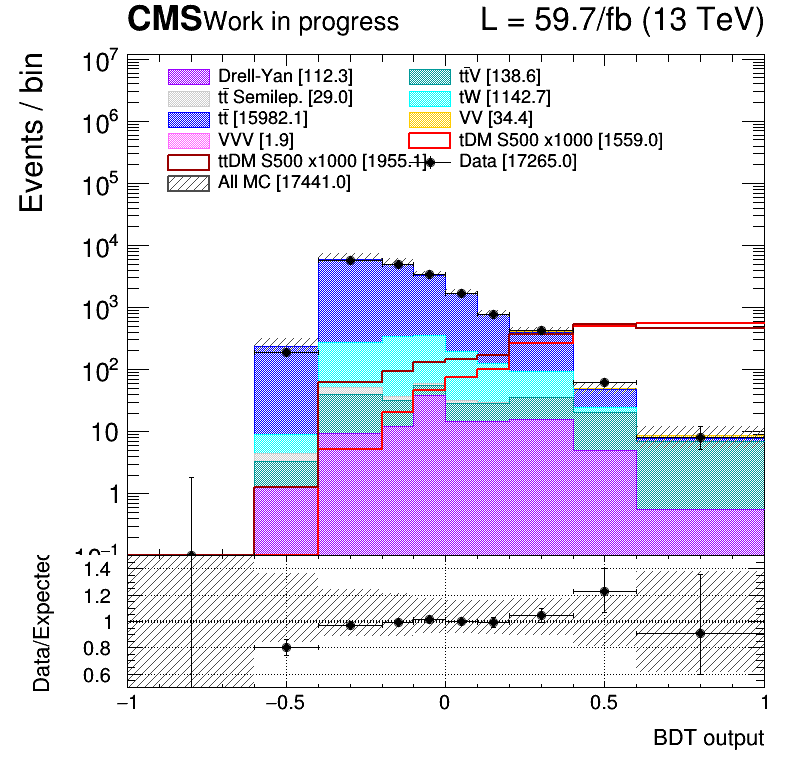 CMS Work in progress L = 59.7/fb (13 TeV)
Events / bin
10⁷
10⁶
10⁵
10⁴
10³
10²
10
1
10⁻¹
Drell-Yan [112.3] tt̄V [138.6]
tt̄ Semilep. [29.0] tW [1142.7]
tt̄ [15982.1] VV [34.4]
VVV [1.9] tDM S500 x1000 [1559.0]
ttDM S500 x1000 [1955.1] Data [17265.0]
All MC [17441.0]
Data/Expected
1.4
1.2
1
0.8
0.6
−1 −0.5 0 0.5 1
BDT output